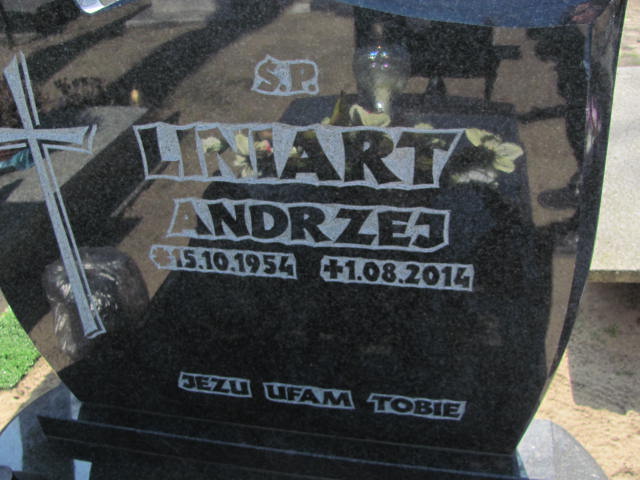 Ś.P.
LINIART
ANDRZEJ
*15.10.1954 +1.08.2014
JEZU UFAM TOBIE